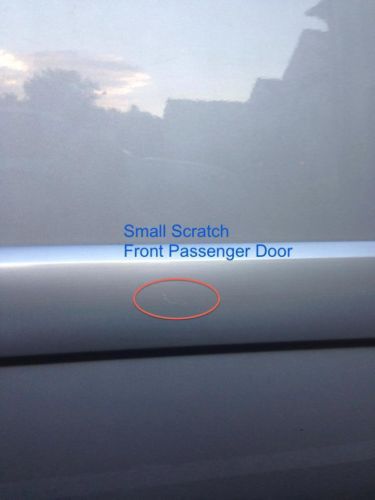 Small Scratch
Front Passenger Door